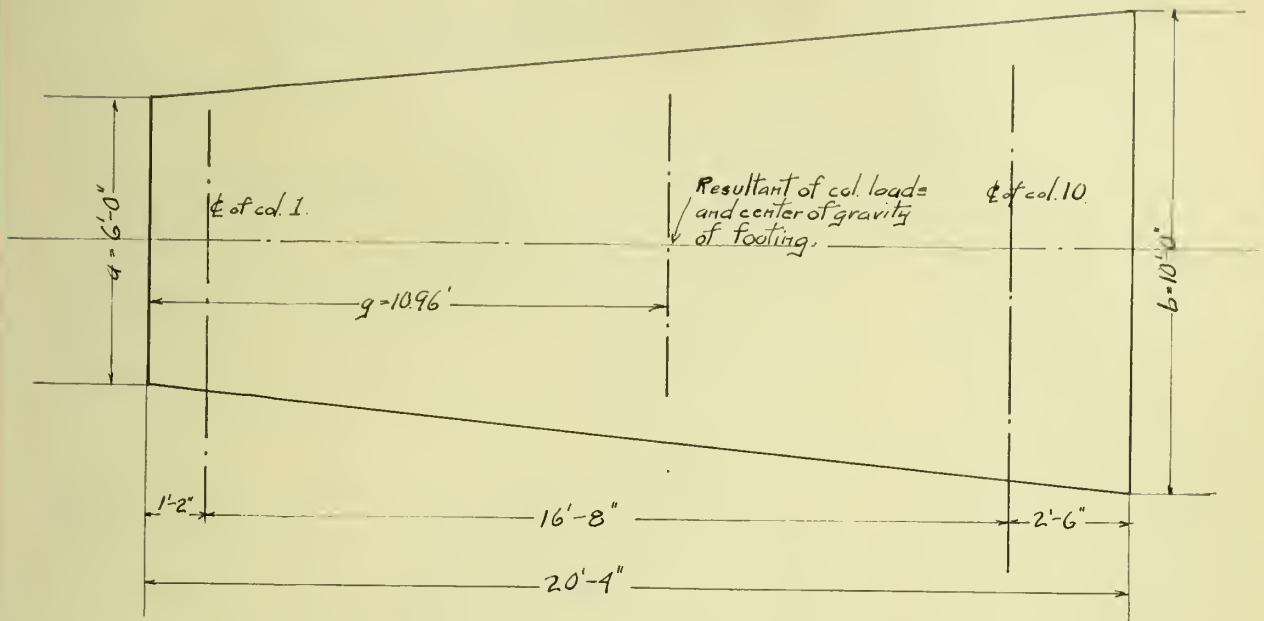 a = 6'-0"
℄ of col. 1.
Resultant of col. loads
and center of gravity
of footing.
℄ of col. 10.
b = 10'-0"
g = 10.96'
1'-2"
16'-8"
2'-6"
20'-4"